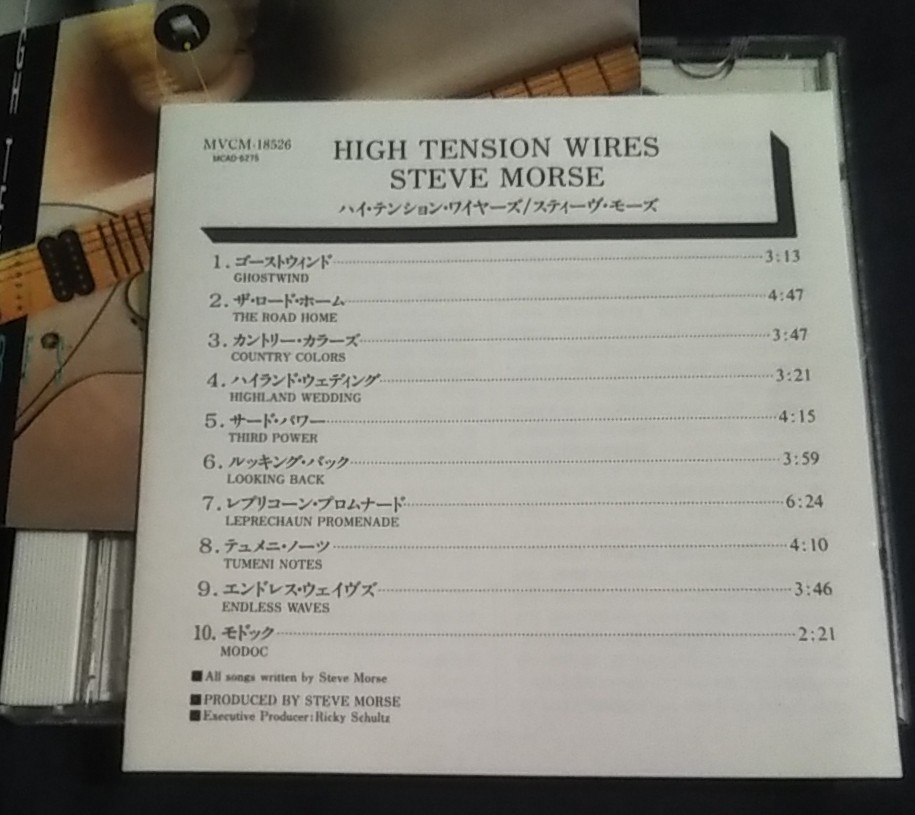 MVCM-18526
MCAD-6275
HIGH TENSION WIRES
STEVE MORSE
ハイ・テンション・ワイヤーズ/スティーヴ・モーズ
1. ゴーストウィンド 3:13
GHOSTWIND
2. ザ・ロード・ホーム 4:47
THE ROAD HOME
3. カントリー・カラーズ 3:47
COUNTRY COLORS
4. ハイランド・ウェディング 3:21
HIGHLAND WEDDING
5. サード・パワー 4:15
THIRD POWER
6. ルッキング・バック 3:59
LOOKING BACK
7. レプリコーン・プロムナード 6:24
LEPRECHAUN PROMENADE
8. テュメニ・ノーツ 4:10
TUMENI NOTES
9. エンドレス・ウェイヴズ 3:46
ENDLESS WAVES
10. モドック 2:21
MODOC
■All songs written by Steve Morse
■PRODUCED BY STEVE MORSE
■Executive Producer:Ricky Schultz